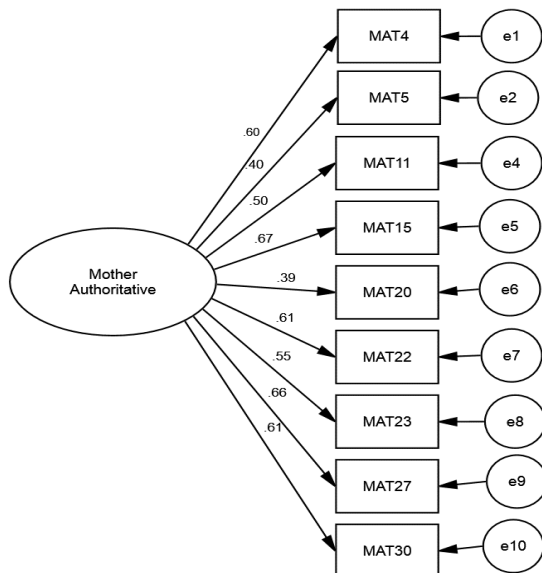 MAT4
e1
MAT5
e2
.60
.40
MAT11
e4
.50
MAT15
e5
.67
Mother
Authoritative
.39
MAT20
e6
.61
MAT22
e7
.55
.66
MAT23
e8
.61
MAT27
e9
MAT30
e10